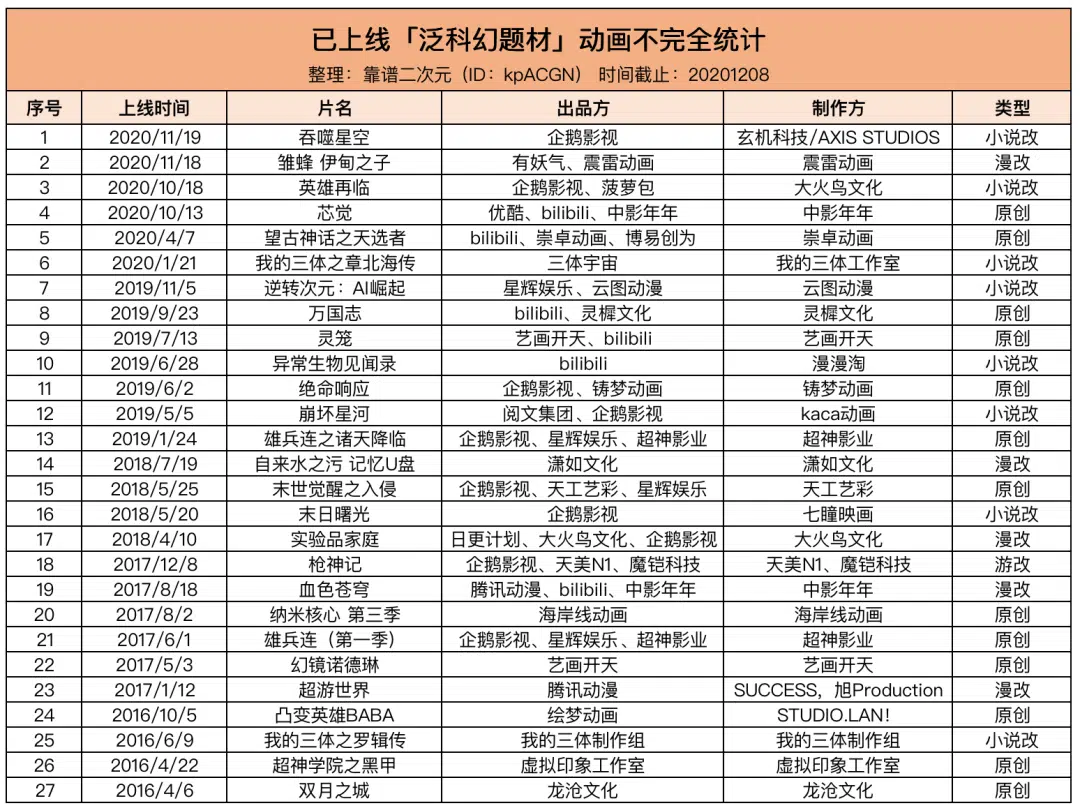 已上线「泛科幻题材」动画不完全统计
整理：靠谱二次元（ID：kpACGN） 时间截止：20201208
序号 上线时间 片名 出品方 制作方 类型
1 2020/11/19 吞噬星空 企鹅影视 玄机科技/AXIS STUDIOS 小说改
2 2020/11/18 雏蜂 伊甸之子 有妖气、震雷动画 震雷动画 漫改
3 2020/10/18 英雄再临 企鹅影视、菠萝包 大火鸟文化 小说改
4 2020/10/13 芯觉 优酷、bilibili、中影年年 中影年年 原创
5 2020/4/7 望古神话之天选者 bilibili、崇卓动画、博易创为 崇卓动画 原创
6 2020/1/21 我的三体之章北海传 三体宇宙 我的三体工作室 小说改
7 2019/11/5 逆转次元：AI崛起 星辉娱乐、云图动漫 云图动漫 小说改
8 2019/9/23 万国志 bilibili、灵樨文化 灵樨文化 原创
9 2019/7/13 灵笼 艺画开天、bilibili 艺画开天 原创
10 2019/6/28 异常生物见闻录 bilibili 漫漫淘 小说改
11 2019/6/2 绝命响应 企鹅影视、铸梦动画 铸梦动画 原创
12 2019/5/5 崩坏星河 阅文集团、企鹅影视 kaca动画 小说改
13 2019/1/24 雄兵连之诸天降临 企鹅影视、星辉娱乐、超神影业 超神影业 原创
14 2018/7/19 自来水之污 记忆U盘 潇如文化 潇如文化 漫改
15 2018/5/25 末世觉醒之入侵 企鹅影视、天工艺彩、星辉娱乐 天工艺彩 原创
16 2018/5/20 末日曙光 企鹅影视 七瞳映画 小说改
17 2018/4/10 实验品家庭 日更计划、大火鸟文化、企鹅影视 大火鸟文化 漫改
18 2017/12/8 枪神记 企鹅影视、天美N1、魔铠科技 天美N1、魔铠科技 游改
19 2017/8/18 血色苍穹 腾讯动漫、bilibili、中影年年 中影年年 漫改
20 2017/8/2 纳米核心 第三季 海岸线动画 海岸线动画 原创
21 2017/6/1 雄兵连（第一季） 企鹅影视、星辉娱乐、超神影业 超神影业 原创
22 2017/5/3 幻镜诺德琳 艺画开天 艺画开天 原创
23 2017/1/12 超游世界 腾讯动漫 SUCCESS，旭Production 漫改
24 2016/10/5 凸变英雄BABA 绘梦动画 STUDIO.LAN！ 原创
25 2016/6/9 我的三体之罗辑传 我的三体制作组 我的三体制作组 小说改
26 2016/4/22 超神学院之黑甲 虚拟印象工作室 虚拟印象工作室 原创
27 2016/4/6 双月之城 龙沧文化 龙沧文化 原创